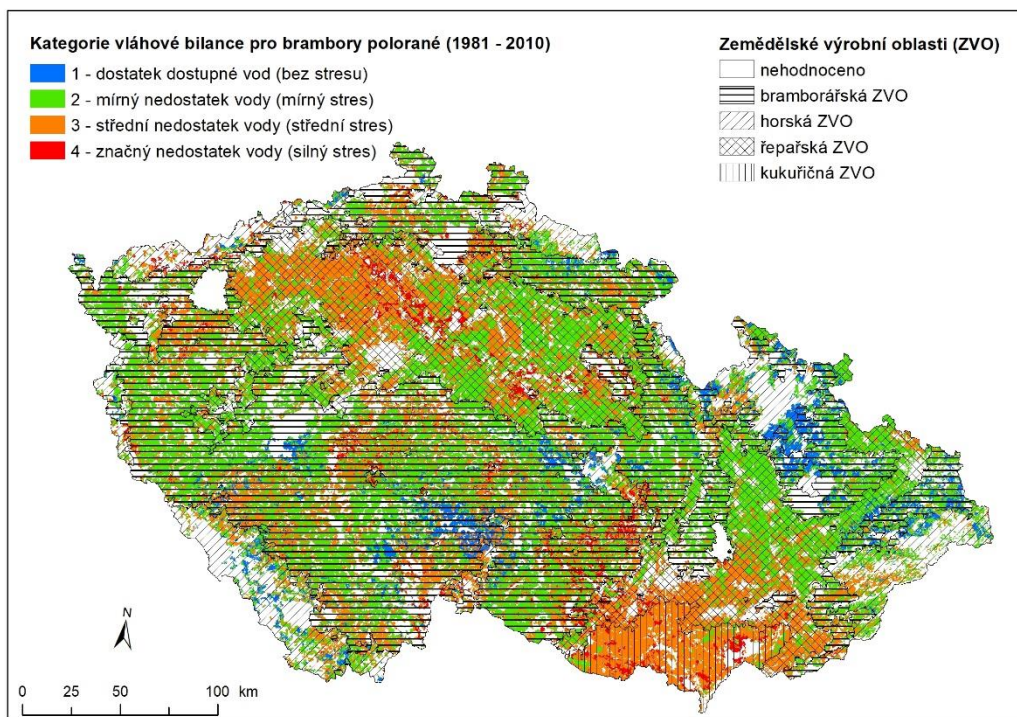 Kategorie vláhové bilance pro brambory polorané (1981 - 2010)
1 - dostatek dostupné vod (bez stresu)
2 - mírný nedostatek vody (mírný stres)
3 - střední nedostatek vody (střední stres)
4 - značný nedostatek vody (silný stres)
Zemědělské výrobní oblasti (ZVO)
nehodnoceno
bramborářská ZVO
horská ZVO
řepařská ZVO
kukuřičná ZVO
N
0 25 50 100 km